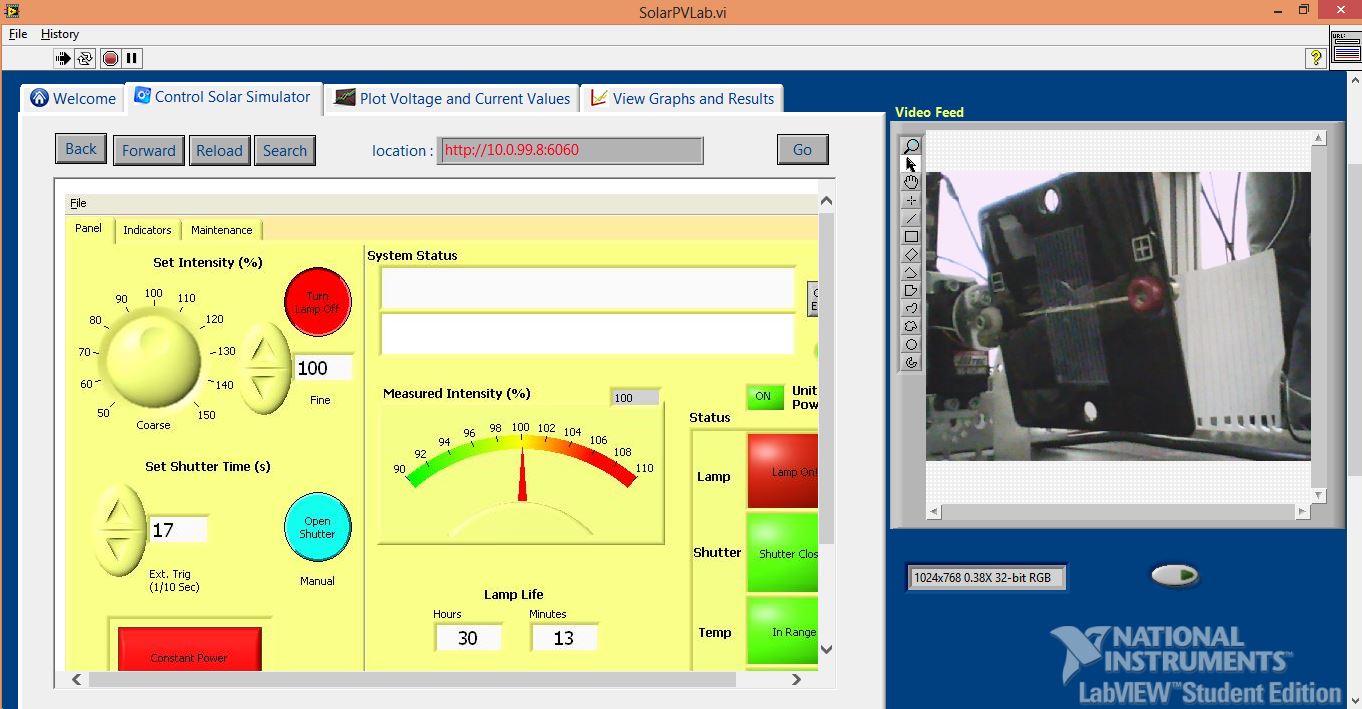 SolarPVLab.vi
File History
URL:
Welcome
Control Solar Simulator
Plot Voltage and Current Values
View Graphs and Results
Back
Forward
Reload
Search
location :
http://10.0.99.8:6060
Go
File
Panel
Indicators
Maintenance
Set Intensity (%)
50
60
70
80
90
100
110
120
130
140
150
Coarse
Turn
Lamp Off
100
Fine
Set Shutter Time (s)
17
Ext. Trig
(1/10 Sec)
Open
Shutter
Manual
Constant Power
System Status
Measured Intensity (%)
100
90
92
94
96
98
100
102
104
106
108
110
ON
Unit
Pow
Status
Lamp
Lamp On!
Shutter
Shutter Clos
Temp
In Range
Lamp Life
Hours
Minutes
30
13
Video Feed
1024x768 0.38X 32-bit RGB
NATIONAL
INSTRUMENTS™
LabVIEW™ Student Edition